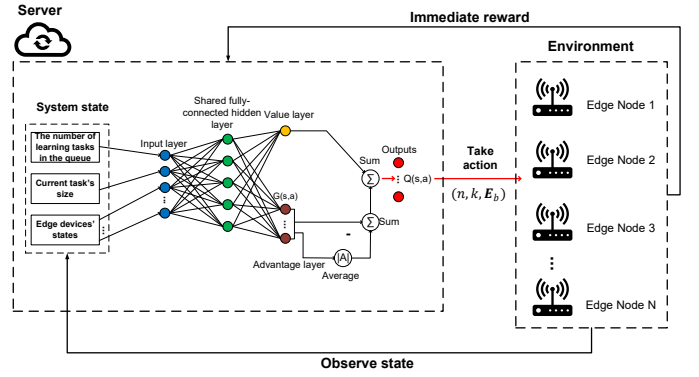 Server
Immediate reward
Environment
System state
The number of
learning tasks
in the queue
Current task's
size
Edge devices'
states
...
Input layer
...
Shared fully-
connected hidden
layer
Value layer
G(s,a)
...
Advantage layer
|A|
Average
-
Σ
Sum
Sum
Σ
Outputs
... Q(s,a)
Take
action
(n, k, E_b)
Edge Node 1
Edge Node 2
Edge Node 3
...
Edge Node N
Observe state